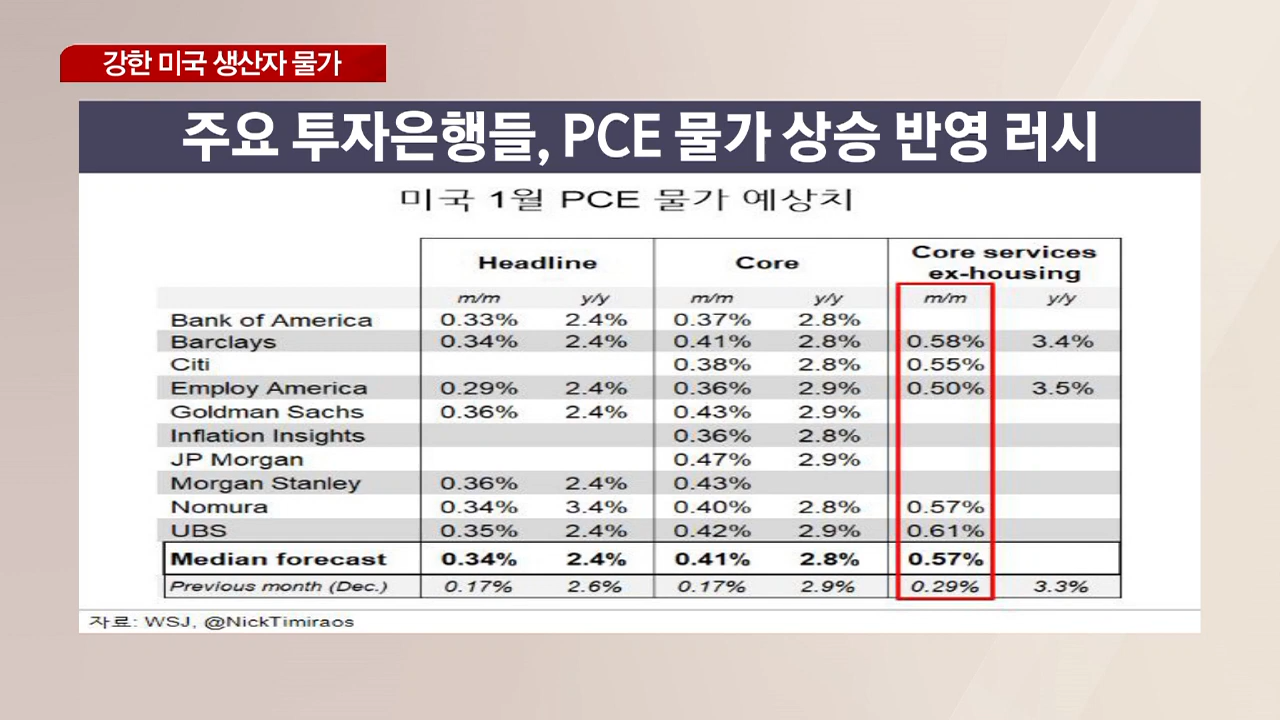 강한 미국 생산자 물가
주요 투자은행들, PCE 물가 상승 반영 러시
미국 1월 PCE 물가 예상치
Headline Core Core services ex-housing
m/m y/y m/m y/y m/m y/y
Bank of America 0.33% 2.4% 0.37% 2.8%
Barclays 0.34% 2.4% 0.41% 2.8% 0.58% 3.4%
Citi 0.38% 2.8% 0.55%
Employ America 0.29% 2.4% 0.36% 2.9% 0.50% 3.5%
Goldman Sachs 0.36% 2.4% 0.43% 2.9%
Inflation Insights 0.36% 2.8%
JP Morgan 0.47% 2.9%
Morgan Stanley 0.36% 2.4% 0.43%
Nomura 0.34% 3.4% 0.40% 2.8% 0.57%
UBS 0.35% 2.4% 0.42% 2.9% 0.61%
Median forecast 0.34% 2.4% 0.41% 2.8% 0.57%
Previous month (Dec.) 0.17% 2.6% 0.17% 2.9% 0.29% 3.3%
자료: WSJ, @NickTimiraos